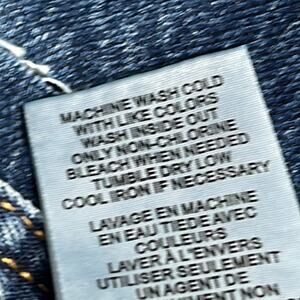 MACHINE WASH COLD
WITH LIKE COLORS
WASH INSIDE OUT
ONLY NON-CHLORINE
BLEACH WHEN NEEDED
TUMBLE DRY LOW
COOL IRON IF NECESSARY
LAVAGE EN MACHINE
EN EAU TIEDE AVEC
COULEURS
LAVER À L'ENVERS
UTILISER SEULEMENT
UN AGENT DE
NON